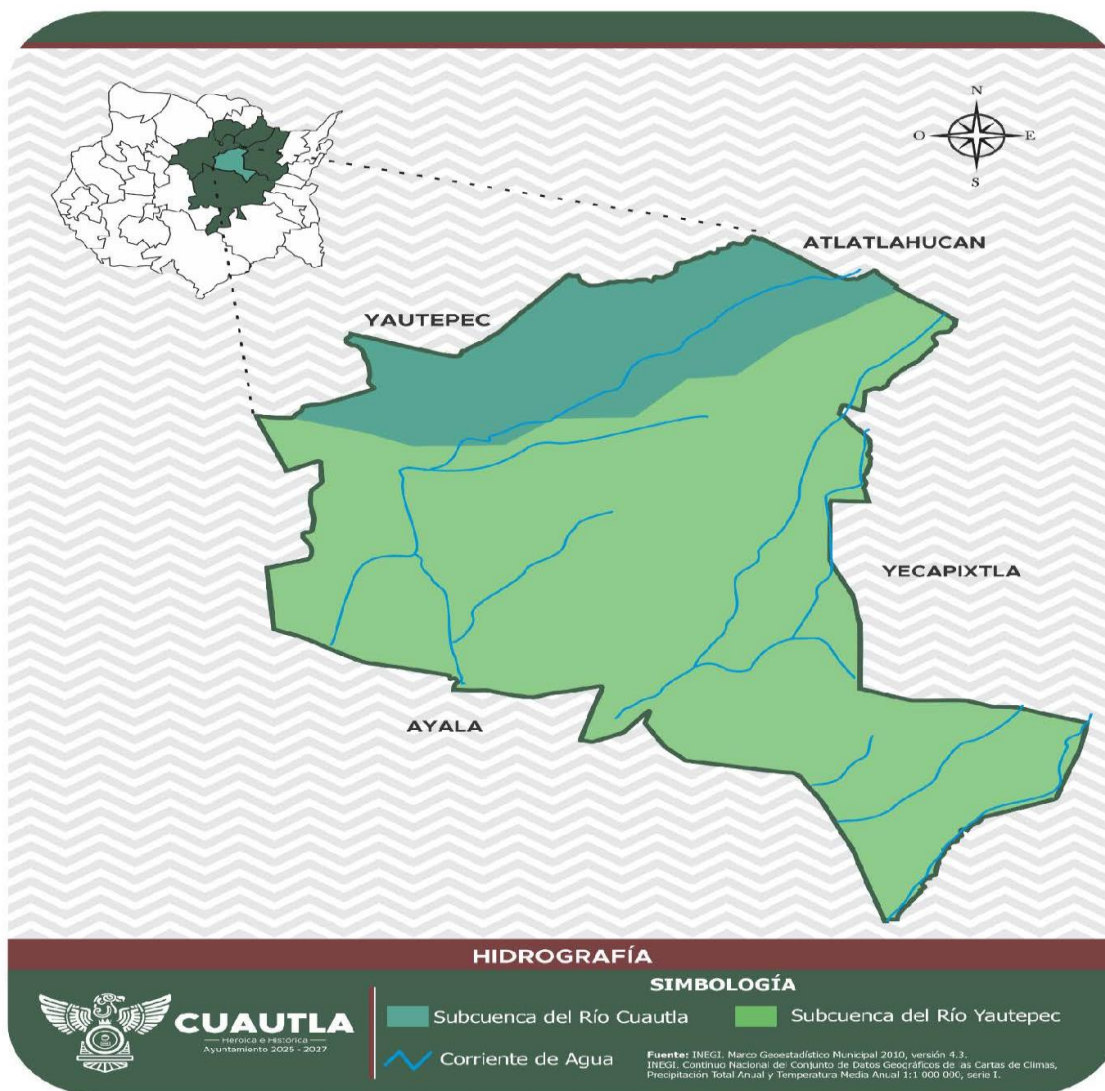 N
O
E
S
ATLATLAHUCAN
YAUTEPEC
YECAPIXTLA
AYALA
HIDROGRAFÍA
SIMBOLOGÍA
CUAUTLA
Heroica e Histórica
Ayuntamiento 2025 - 2027
Subcuenca del Río Cuautla
Subcuenca del Río Yautepec
Corriente de Agua
Fuente: INEGI. Marco Geoestadístico Municipal 2010, versión 4.3.
INEGI. Continuo Nacional del Conjunto de Datos Geográficos de las Cartas de Climas,
Precipitación Total Anual y Temperatura Media Anual 1:1 000 000, serie I.